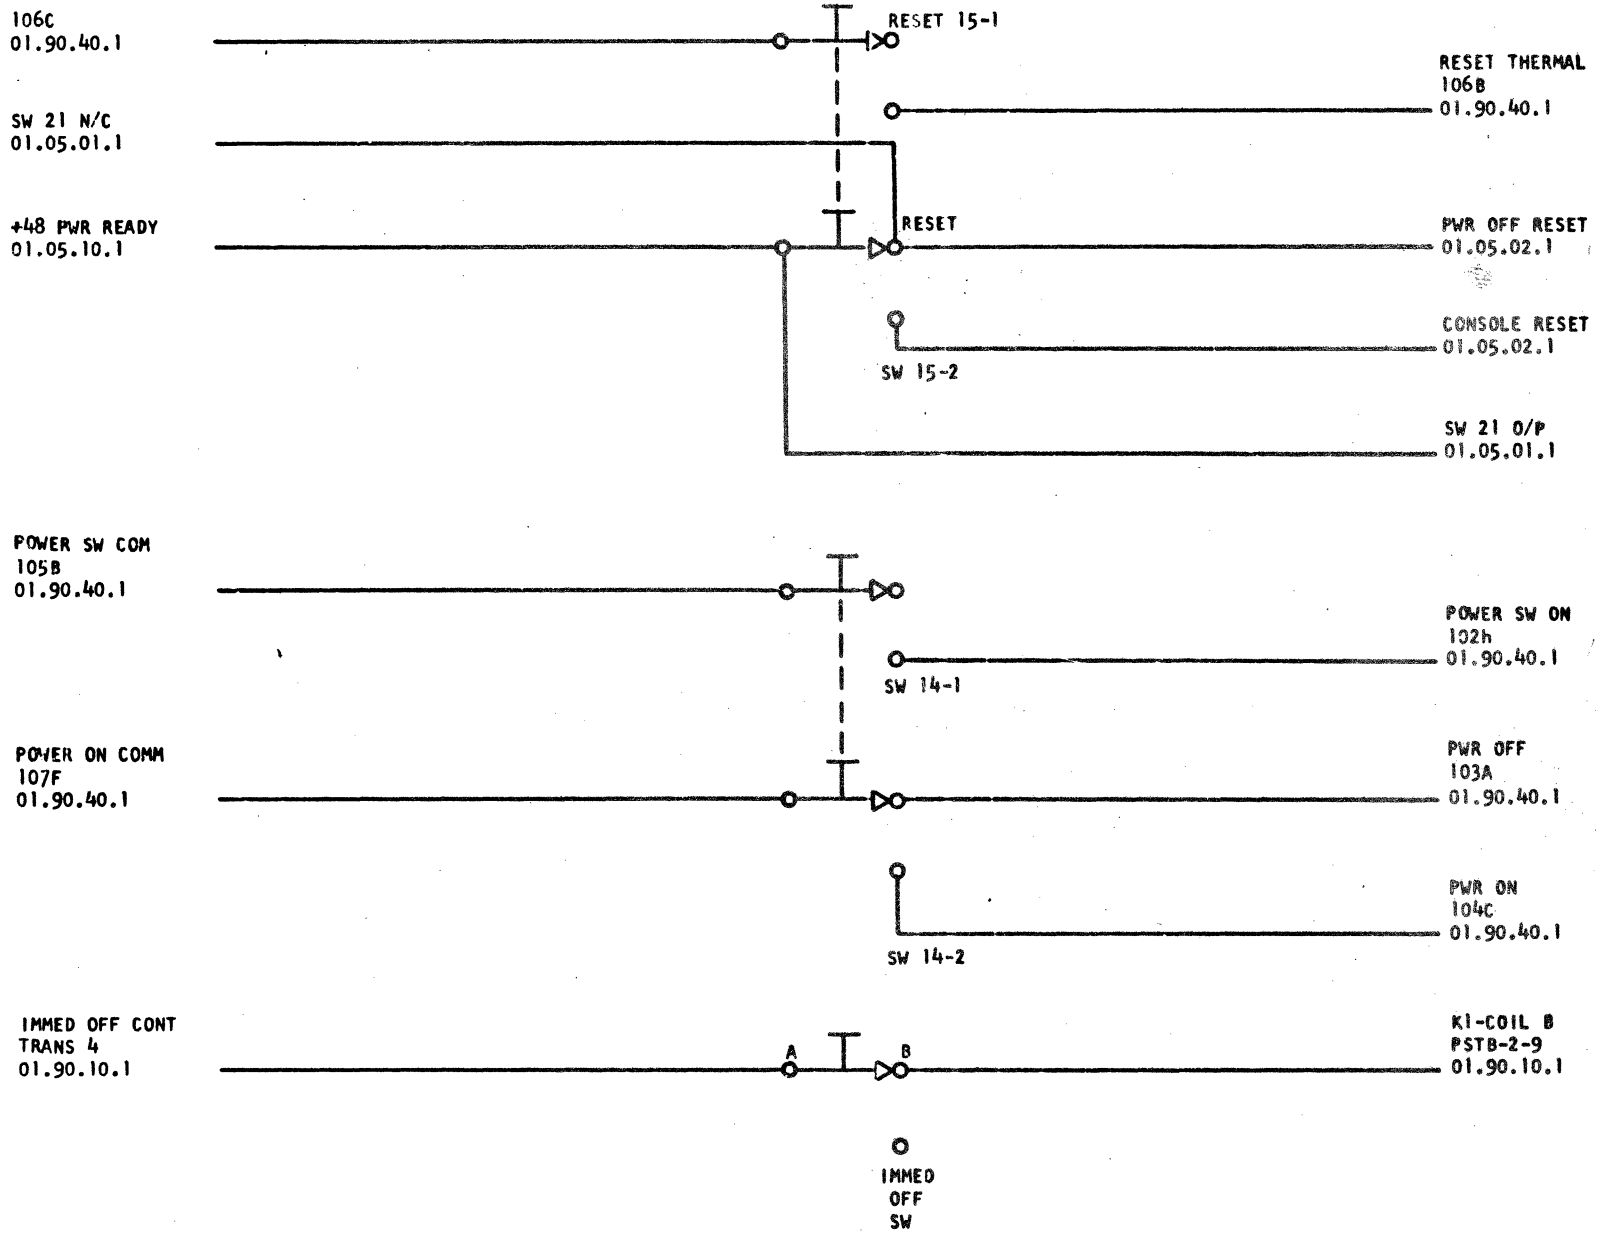 106C
01.90.40.1
RESET 15-1
RESET THERMAL
106B
01.90.40.1
SW 21 N/C
01.05.01.1
+48 PWR READY
01.05.10.1
RESET
PWR OFF RESET
01.05.02.1
CONSOLE RESET
01.05.02.1
SW 15-2
SW 21 O/P
01.05.01.1
POWER SW COM
105B
01.90.40.1
POWER SW ON
102h
01.90.40.1
SW 14-1
POWER ON COMM
107F
01.90.40.1
PWR OFF
103A
01.90.40.1
PWR ON
104C
01.90.40.1
SW 14-2
IMMED OFF CONT
TRANS 4
01.90.10.1
A
B
K1-COIL B
PSTB-2-9
01.90.10.1
IMMED
OFF
SW